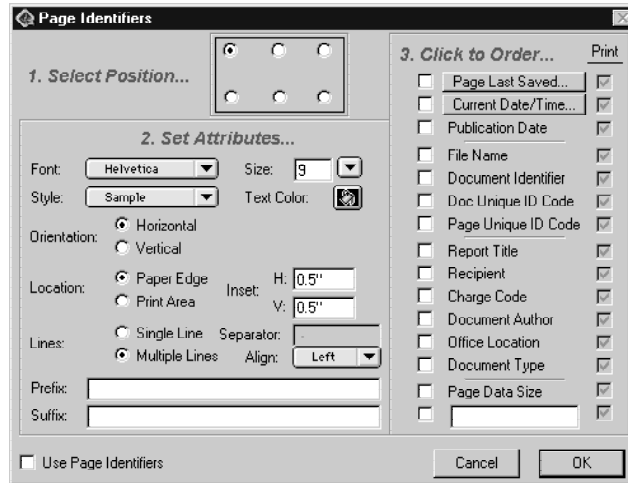 Page Identifiers
1. Select Position...
2. Set Attributes...
Font: Helvetica Size: 9
Style: Sample Text Color:
Orientation: Horizontal
Vertical
Location: Paper Edge
Print Area
Inset: H: 0.5"
V: 0.5"
Lines: Single Line Separator: .
Multiple Lines Align: Left
Prefix:
Suffix:
3. Click to Order... Print
Page Last Saved...
Current Date/Time...
Publication Date
File Name
Document Identifier
Doc Unique ID Code
Page Unique ID Code
Report Title
Recipient
Charge Code
Document Author
Office Location
Document Type
Page Data Size
Use Page Identifiers
Cancel OK